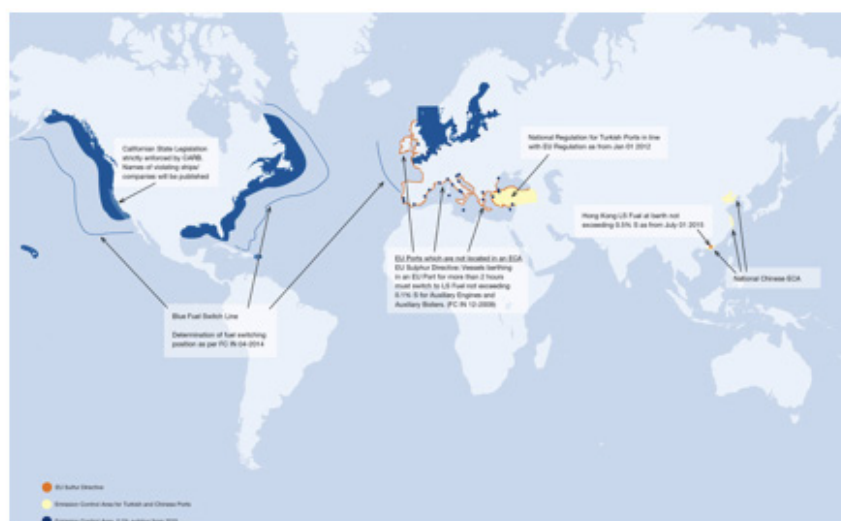 Californian State Legislation
strictly enforced by CARB.
Names of violating ships/
companies will be published
National Regulation for Turkish Ports in line
with EU Regulation as from Jan 01 2012
Hong Kong LS Fuel at berth not
exceeding 0.5% S as from July 01 2015
EU Ports which are not located in an ECA
EU Sulphur Directive: Vessels berthing
in an EU Port for more than 2 hours
must switch to LS Fuel not exceeding
0.1% S for Auxiliary Engines and
Auxiliary Boilers. (FC IN 12-2009)
National Chinese ECA
Blue Fuel Switch Line
Determination of fuel switching
position as per FC IN 04-2014
EU Sulfur Directive
Emission Control Area for Turkish and Chinese Ports
Emission Control Area